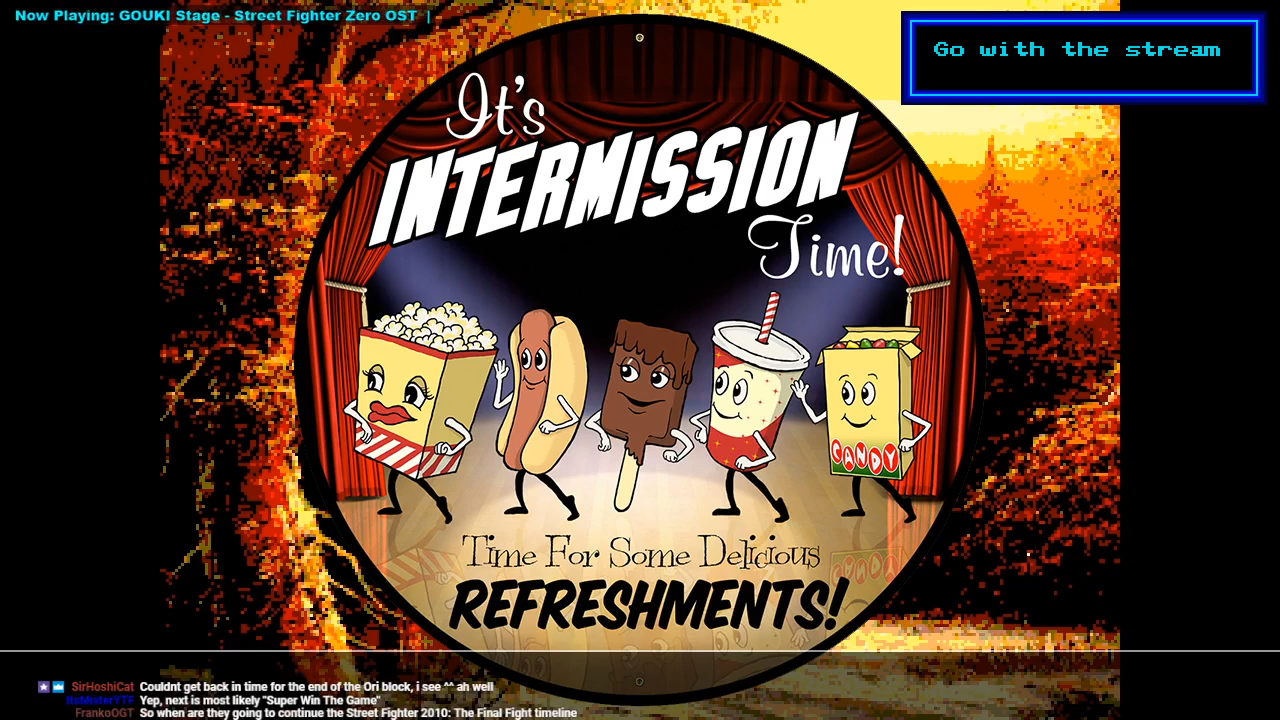 Now Playing: GOUKI Stage - Street Fighter Zero OST |
Go with the stream
It's
INTERMISSION
Time!
CANDY
Time For Some Delicious
REFRESHMENTS!
SirHoshiCat Couldnt get back in time for the end of the Ori block, i see ^^ ah well
ItsMisterYTF Yep, next is most likely "Super Win The Game"
FrankoOGT So when are they going to continue the Street Fighter 2010: The Final Fight timeline